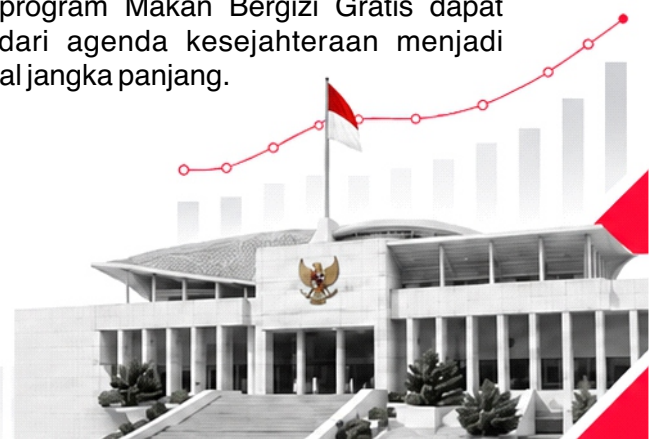 program Makan Bergizi Gratis dapat
dari agenda kesejahteraan menjadi
al jangka panjang.